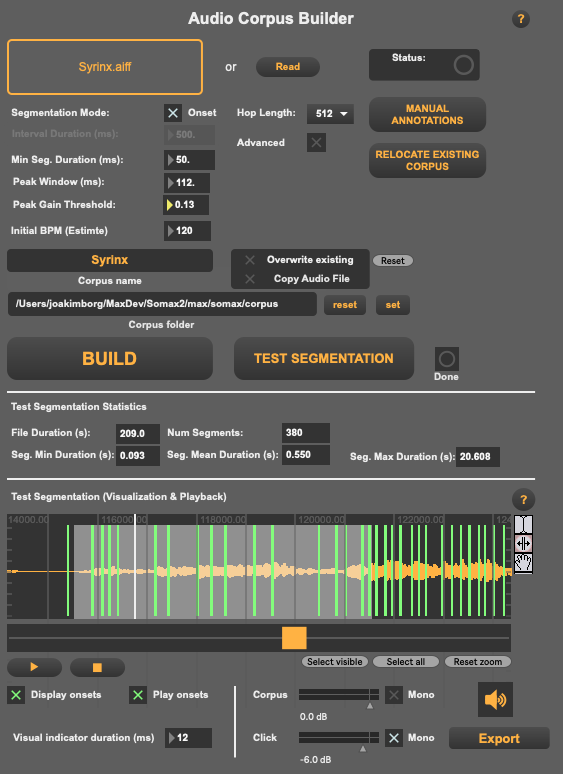 Audio Corpus Builder
?
Syrinx.aiff
or
Read
Status:
Segmentation Mode:
Onset
Hop Length:
512
MANUAL
ANNOTATIONS
Interval Duration (ms):
500.
Advanced
Min Seg. Duration (ms):
50.
RELOCATE EXISTING
CORPUS
Peak Window (ms):
112.
Peak Gain Threshold:
0.13
Initial BPM (Estimte)
120
Syrinx
Corpus name
Overwrite existing
Reset
Copy Audio File
/Users/joakimborg/MaxDev/Somax2/max/somax/corpus
reset
set
Corpus folder
BUILD
TEST SEGMENTATION
Done
Test Segmentation Statistics
File Duration (s):
209.0
Num Segments:
380
Seg. Min Duration (s):
0.093
Seg. Mean Duration (s):
0.550
Seg. Max Duration (s):
20.608
Test Segmentation (Visualization & Playback)
?
14000.00
116000.00
118000.00
120000.00
122000.00
124
Select visible
Select all
Reset zoom
Display onsets
Play onsets
Corpus
Mono
0.0 dB
Visual indicator duration (ms)
12
Click
Mono
-6.0 dB
Export